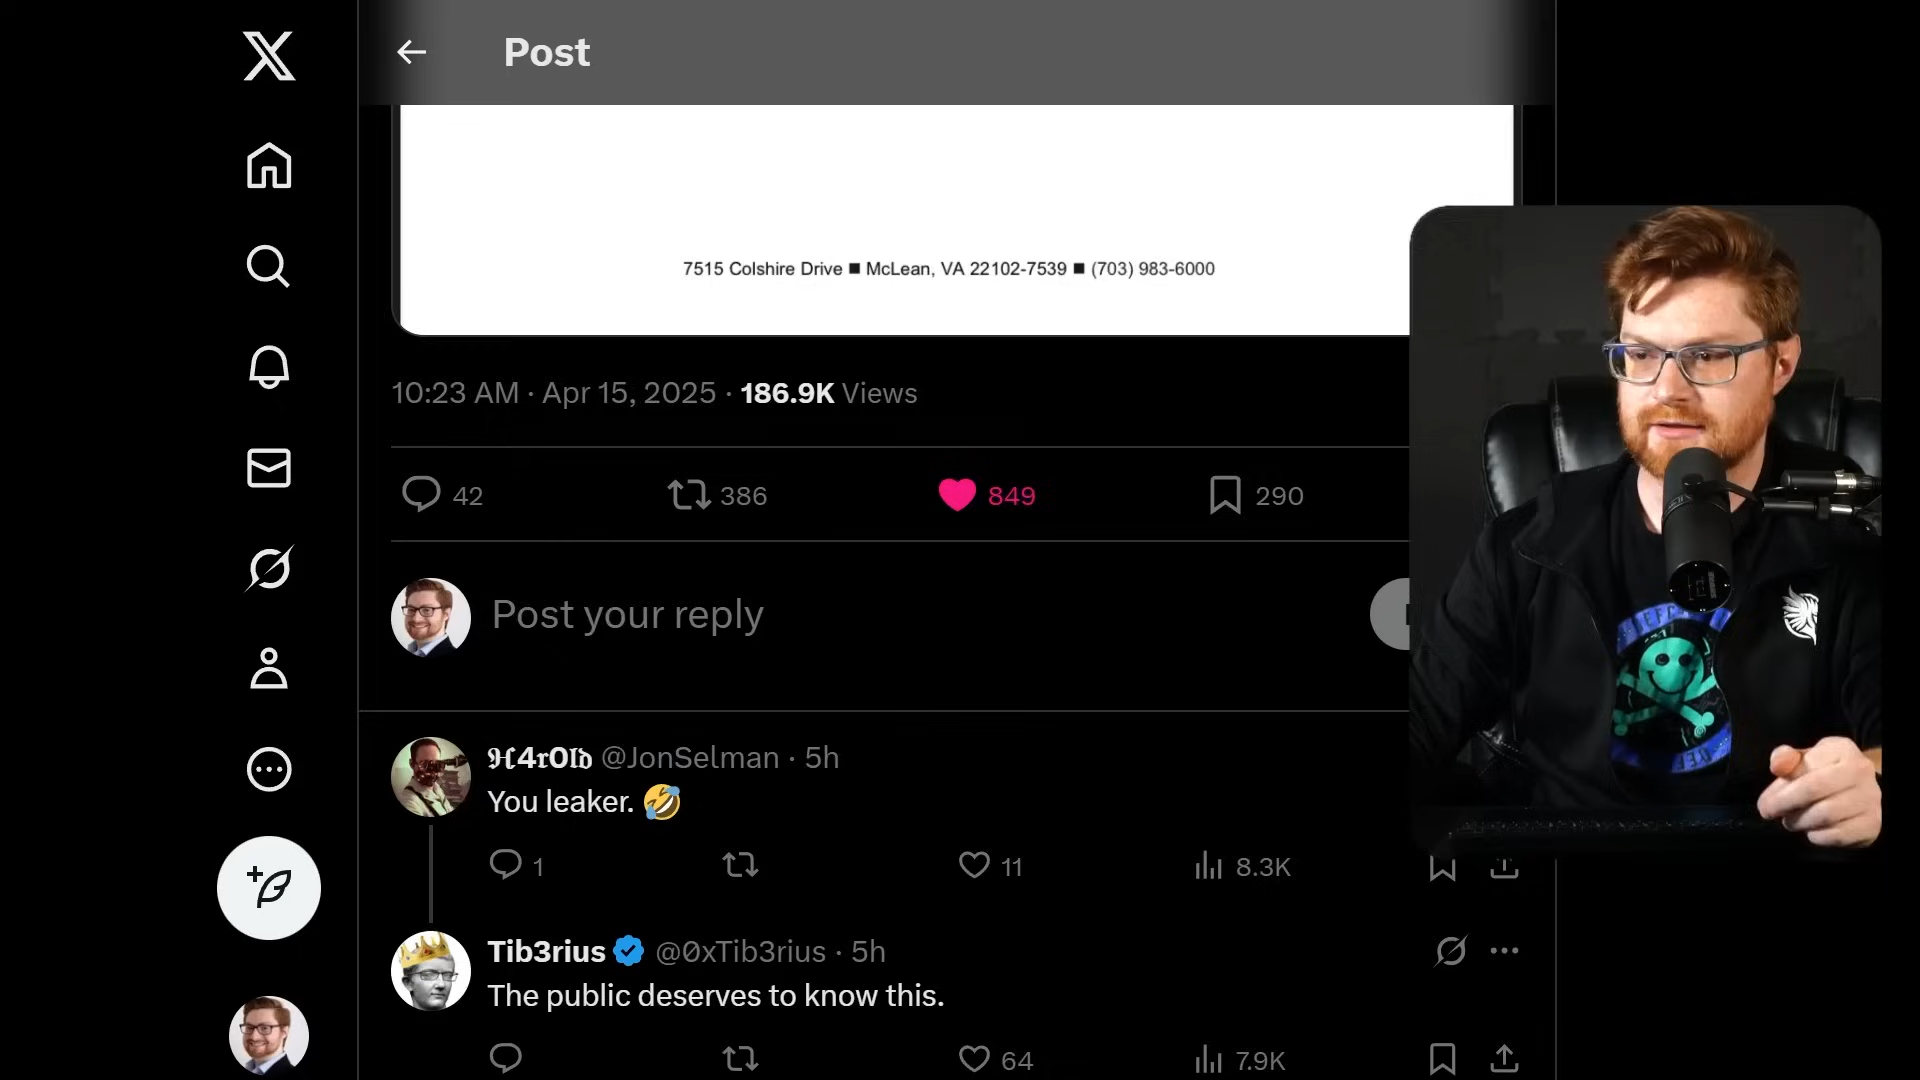 Post
7515 Colshire Drive ■ McLean, VA 22102-7539 ■ (703) 983-6000
10:23 AM · Apr 15, 2025 · 186.9K Views
42 386 849 290
Post your reply
ℌ4r0ld @JonSelman · 5h
You leaker. 🤣
1 11 8.3K
Tib3rius @0xTib3rius · 5h
The public deserves to know this.
64 7.9K